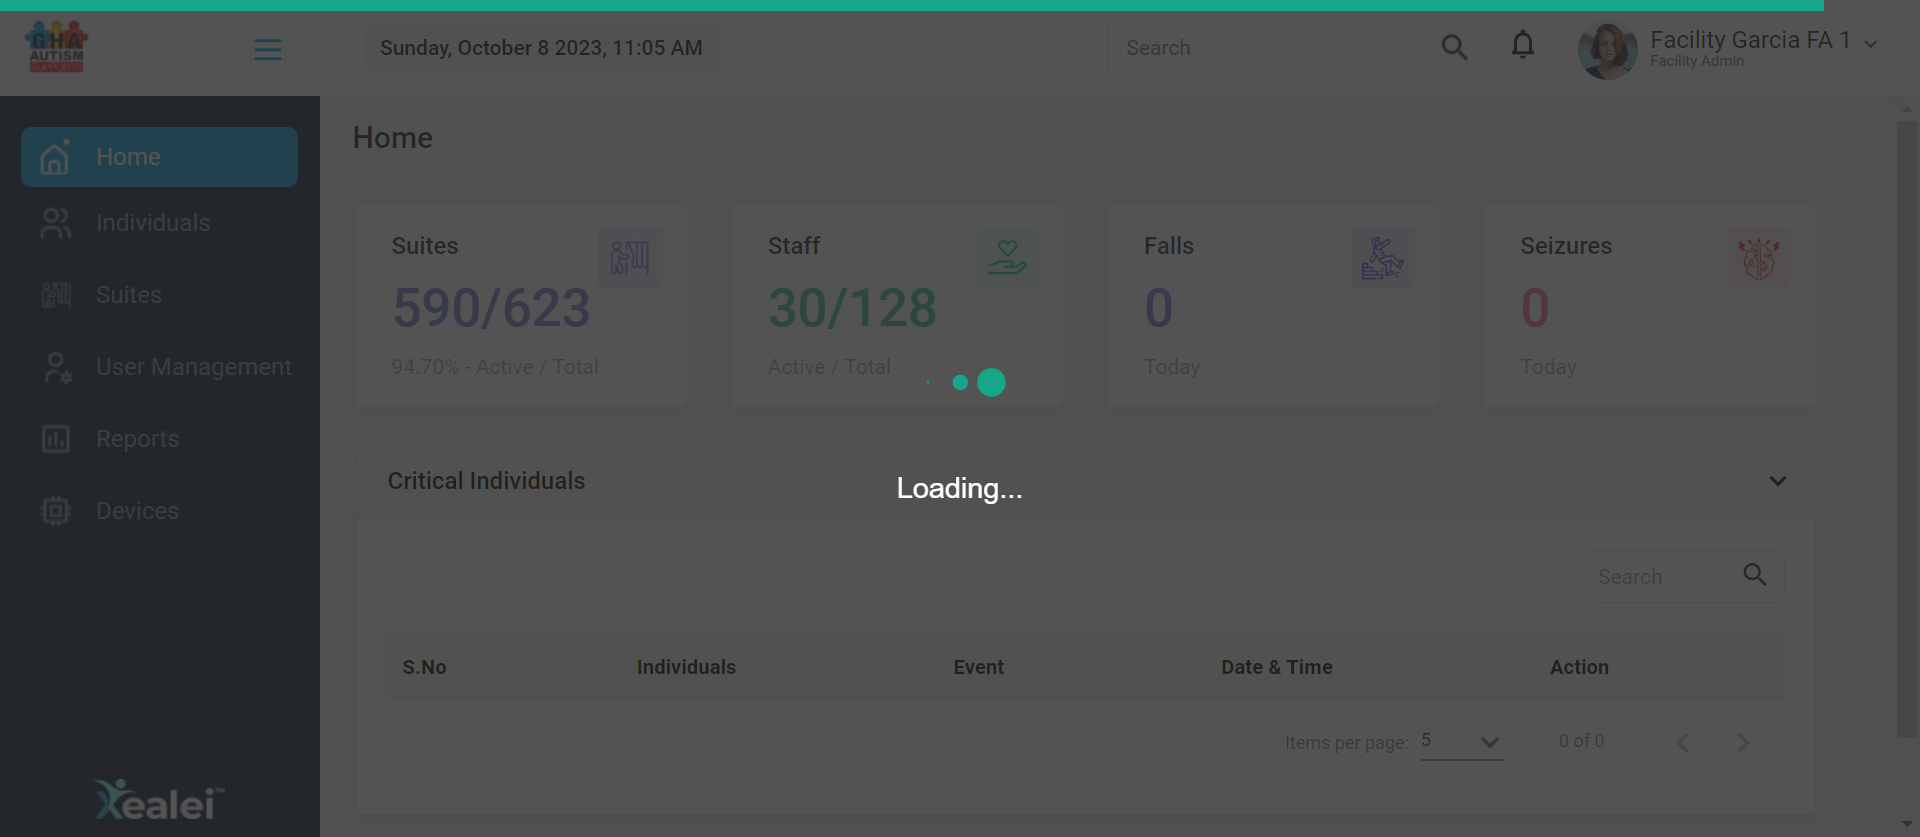 GHA
AUTISM
SUPPORTS
Sunday, October 8 2023, 11:05 AM
Search
Facility Garcia FA 1
Facility Admin
Home
Individuals
Suites
User Management
Reports
Devices
Xealei™
Home
Suites
590/623
94.70% - Active / Total
Staff
30/128
Active / Total
Falls
0
Today
Seizures
0
Today
Loading...
Critical Individuals
Search
S.No Individuals Event Date & Time Action
Items per page: 5 0 of 0